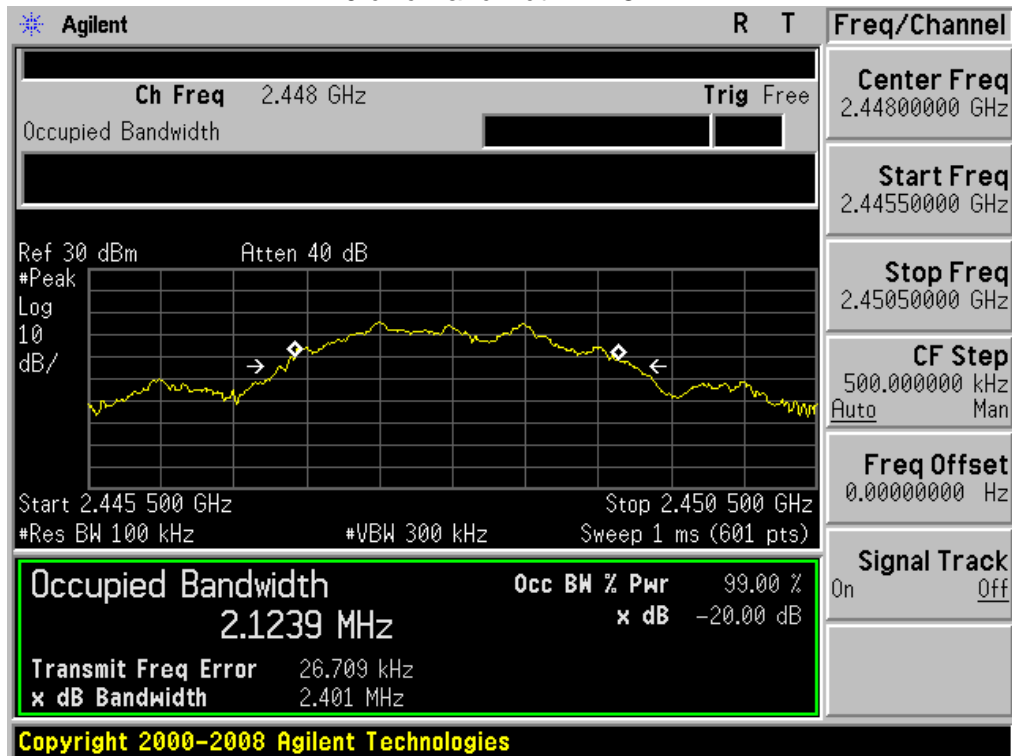 Agilent R T
Freq/Channel
Ch Freq 2.448 GHz Trig Free
Occupied Bandwidth
Ref 30 dBm Atten 40 dB
#Peak
Log
10
dB/
Start 2.445 500 GHz Stop 2.450 500 GHz
#Res BW 100 kHz #VBW 300 kHz Sweep 1 ms (601 pts)
Occupied Bandwidth
2.1239 MHz
Occ BW % Pwr 99.00 %
x dB -20.00 dB
Transmit Freq Error 26.709 kHz
x dB Bandwidth 2.401 MHz
Center Freq
2.44800000 GHz
Start Freq
2.44550000 GHz
Stop Freq
2.45050000 GHz
CF Step
500.000000 kHz
Auto Man
Freq Offset
0.00000000 Hz
Signal Track
On Off
Copyright 2000-2008 Agilent Technologies